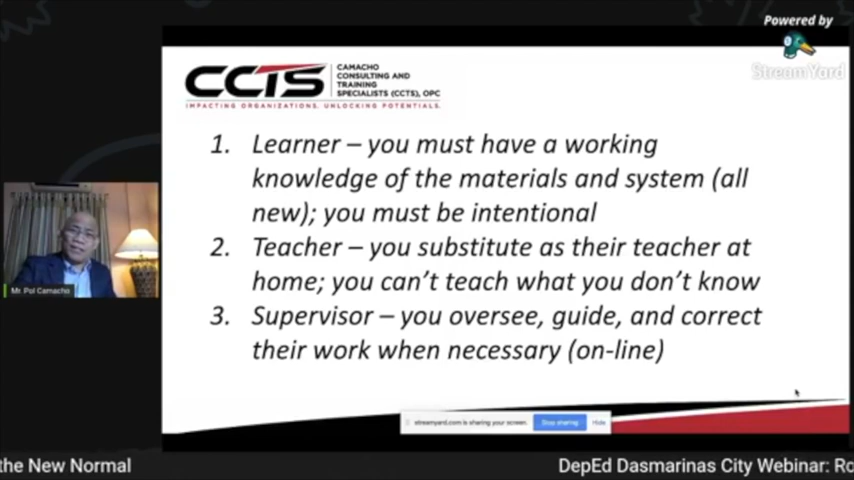 Powered by
StreamYard
CCTS
CAMACHO
CONSULTING AND
TRAINING
SPECIALISTS (CCTS), OPC
IMPACTING ORGANIZATIONS. UNLOCKING POTENTIALS.
1. Learner – you must have a working
knowledge of the materials and system (all
new); you must be intentional
2. Teacher – you substitute as their teacher at
home; you can't teach what you don't know
3. Supervisor – you oversee, guide, and correct
their work when necessary (on-line)
Mr. Pol Camacho
streamyard.com is sharing your screen.
Stop sharing
Hide
the New Normal
DepEd Dasmarinas City Webinar: Ro